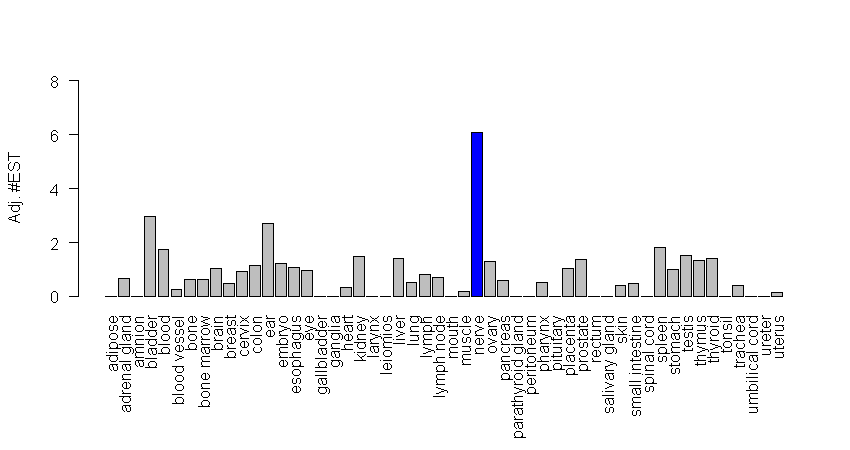 Adj. #EST
8
6
4
2
0
adipose
adrenal gland
amnion
bladder
blood
blood vessel
bone
bone marrow
brain
breast
cervix
colon
ear
embryo
esophagus
eye
gallbladder
ganglia
heart
kidney
larynx
leiomios
liver
lung
lymph
lymph node
mouth
muscle
nerve
ovary
pancreas
parathyroid gland
peritoneum
pharynx
pituitary
placenta
prostate
rectum
salivary gland
skin
small intestine
spinal cord
spleen
stomach
testis
thymus
thyroid
tonsil
trachea
umbilical cord
ureter
uterus